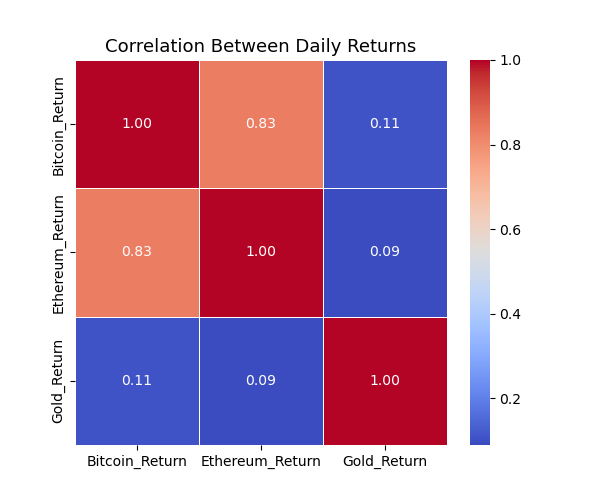 Correlation Between Daily Returns
Bitcoin_Return
1.00
0.83
0.11
Ethereum_Return
0.83
1.00
0.09
Gold_Return
0.11
0.09
1.00
Bitcoin_Return
Ethereum_Return
Gold_Return
1.0
0.8
0.6
0.4
0.2